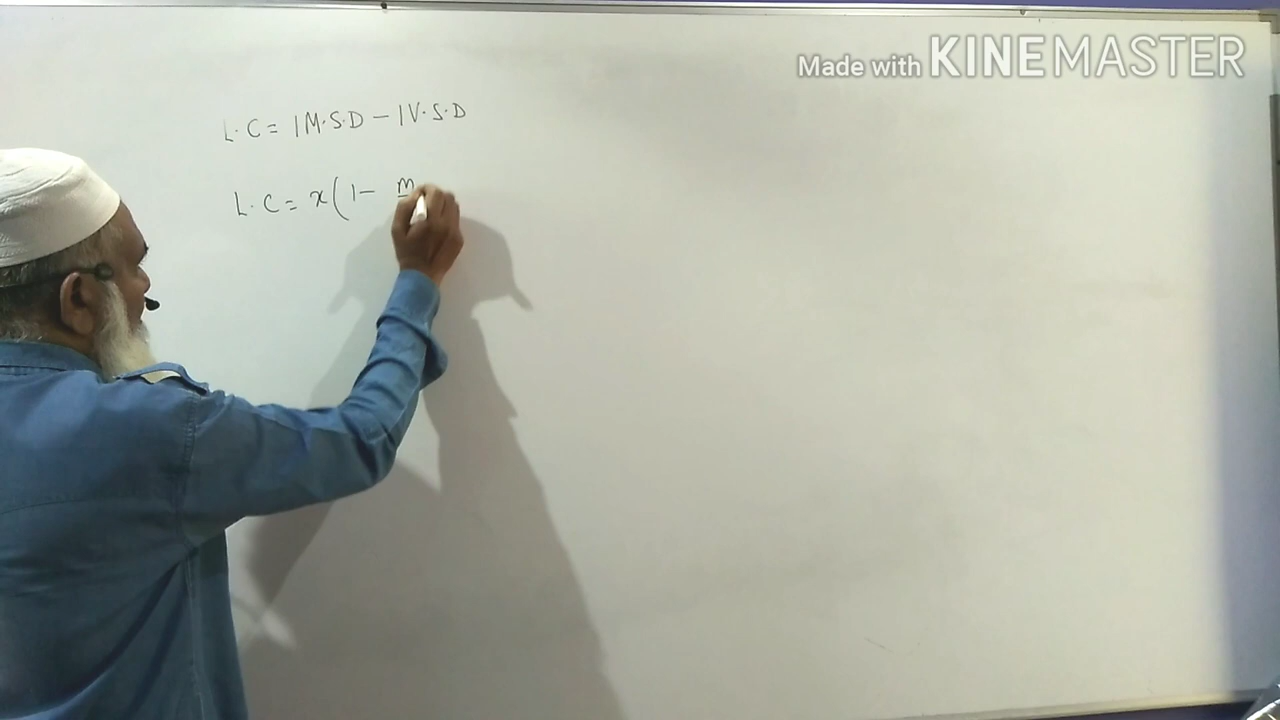 Made with KINEMASTER
L.C = 1M.S.D - 1V.S.D
L.C = x(1 - m